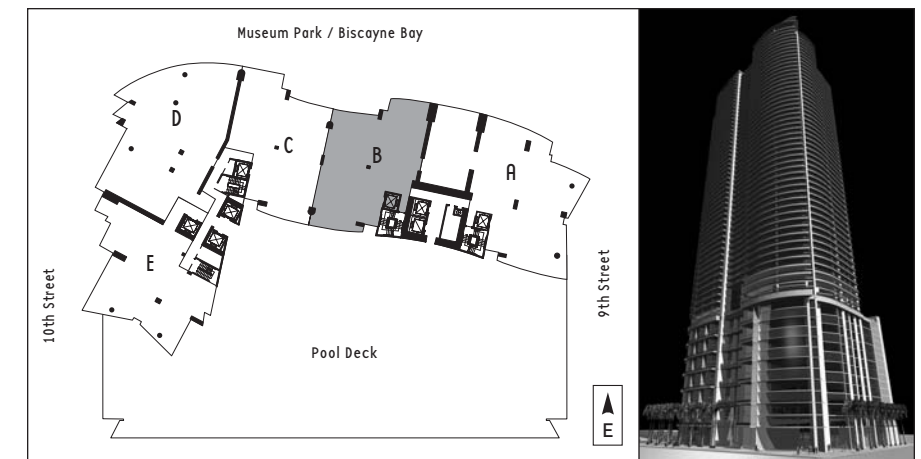 Museum Park / Biscayne Bay
D
C
B
A
E
10th Street
9th Street
Pool Deck
E